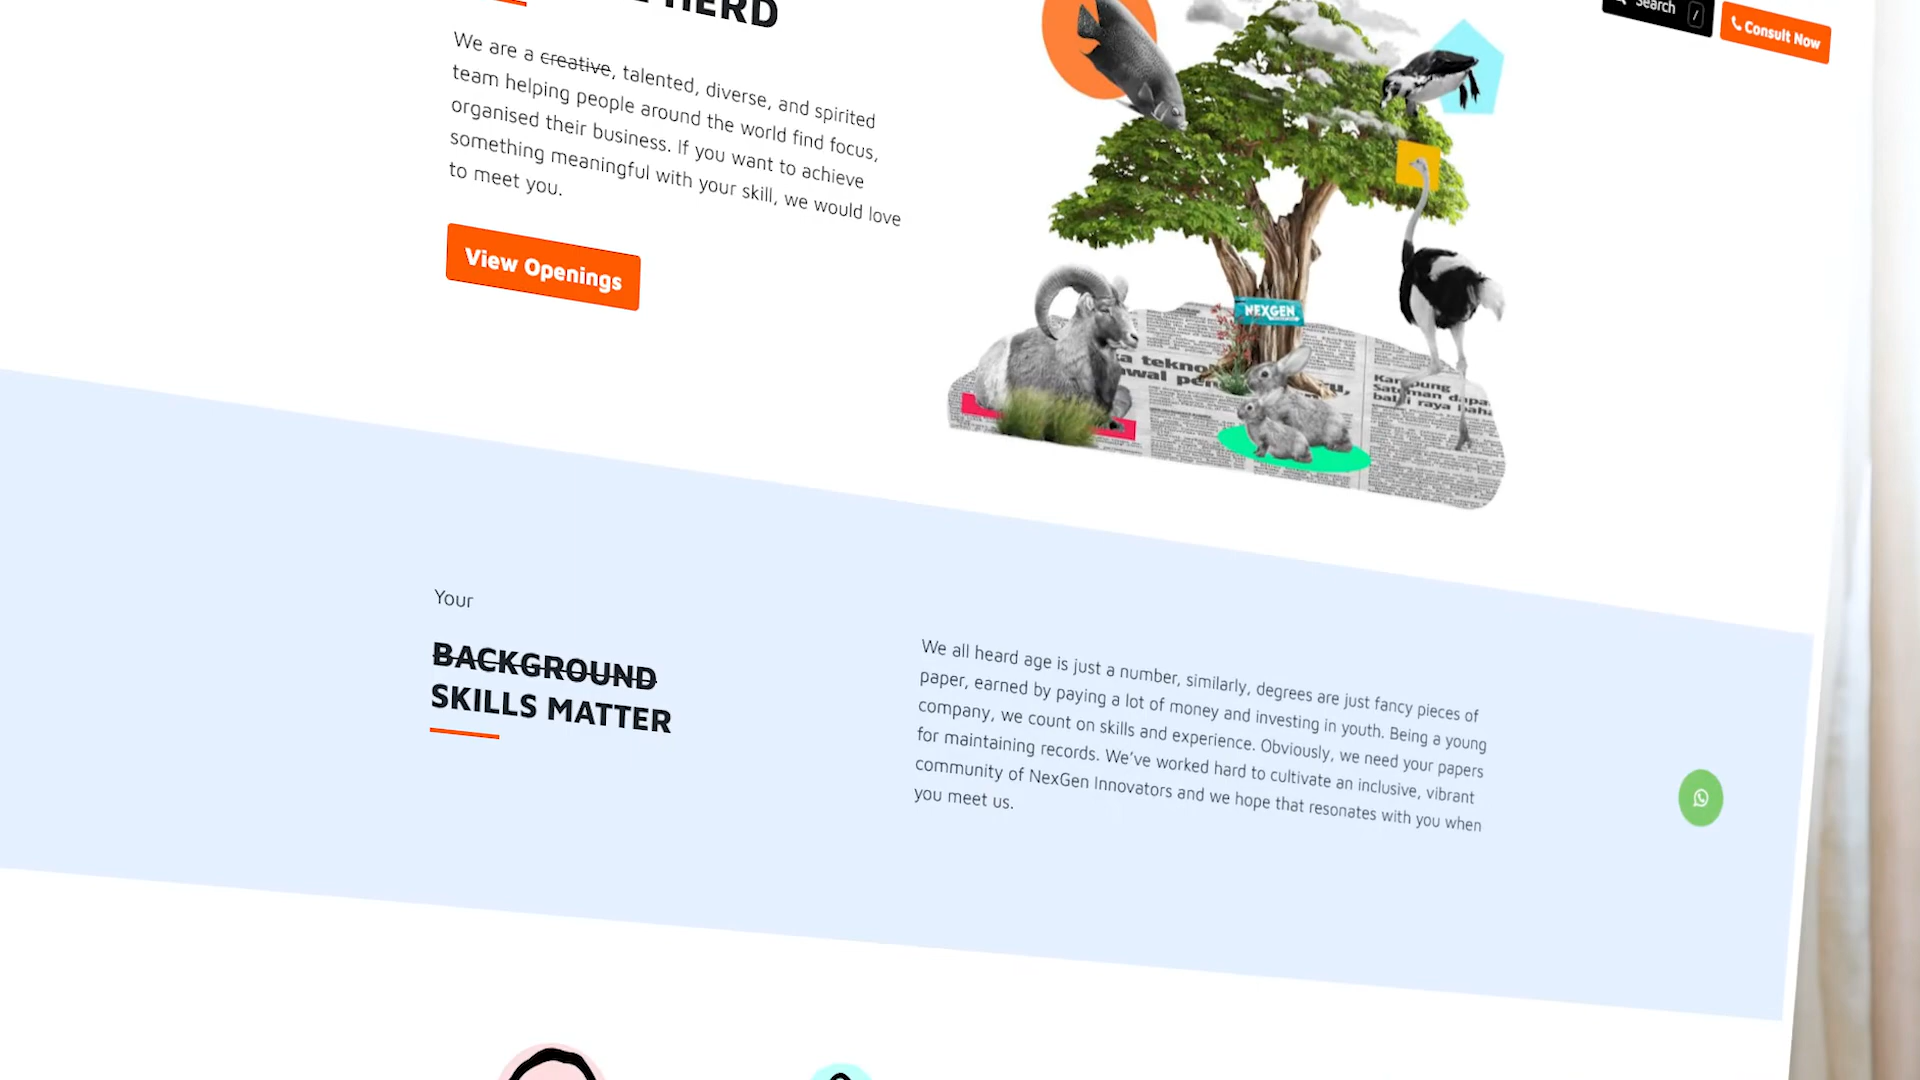 HERD
Search /
Consult Now
We are a creative, talented, diverse, and spirited
team helping people around the world find focus,
organised their business. If you want to achieve
something meaningful with your skill, we would love
to meet you.
View Openings
NEXGEN
Your
BACKGROUND
SKILLS MATTER
We all heard age is just a number, similarly, degrees are just fancy pieces of
paper, earned by paying a lot of money and investing in youth. Being a young
company, we count on skills and experience. Obviously, we need your papers
for maintaining records. We've worked hard to cultivate an inclusive, vibrant
community of NexGen Innovators and we hope that resonates with you when
you meet us.